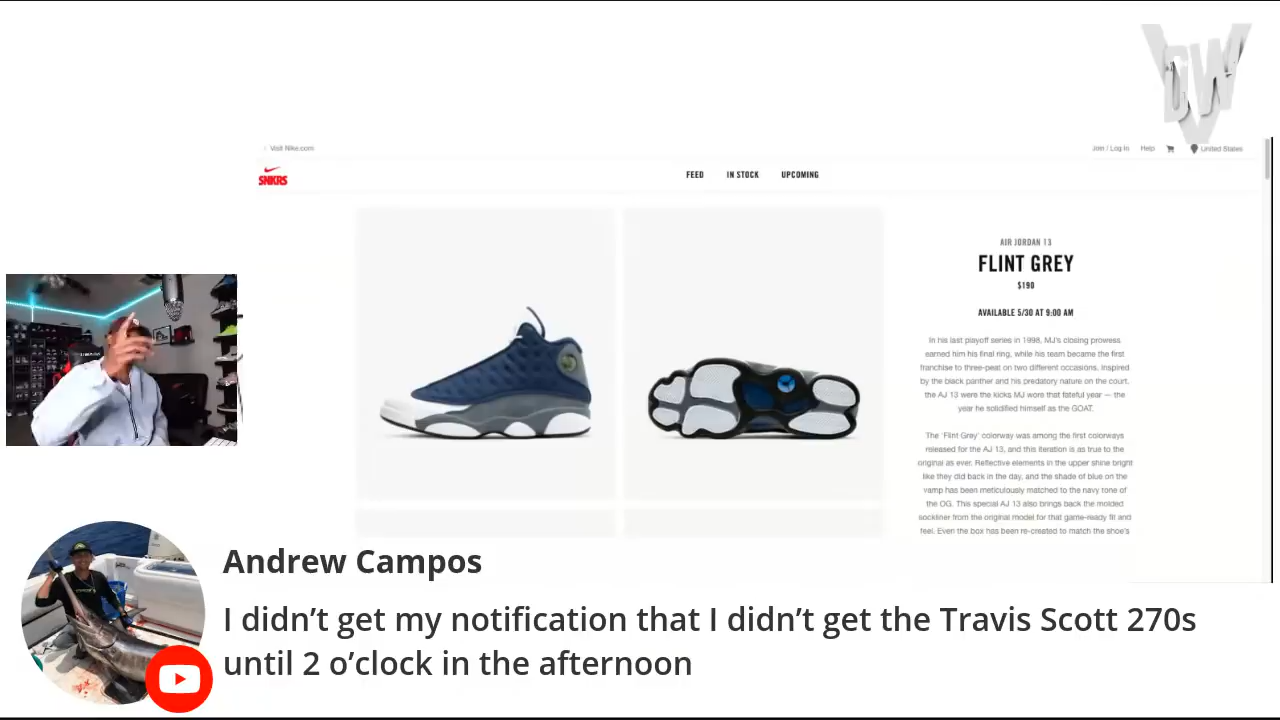 VDW
Visit Nike.com
Join / Log In Help United States
SNKRS
FEED IN STOCK UPCOMING
AIR JORDAN 13
FLINT GREY
$190
AVAILABLE 5/30 AT 9:00 AM
In his last playoff series in 1998, MJ's closing prowess
earned him his final ring, while his team became the first
franchise to three-peat on two different occasions. Inspired
by the black panther and his predatory nature on the court,
the AJ 13 were the kicks MJ wore that fateful year — the
year he solidified himself as the GOAT.
The 'Flint Grey' colorway was among the first colorways
released for the AJ 13, and this iteration is as true to the
original as ever. Reflective elements in the upper shine bright
like they did back in the day, and the shade of blue on the
vamp has been meticulously matched to the navy tone of
the OG. This special AJ 13 also brings back the molded
sockliner from the original model for that game-ready fit and
feel. Even the box has been re-created to match the shoe's
Andrew Campos
I didn’t get my notification that I didn’t get the Travis Scott 270s
until 2 o’clock in the afternoon